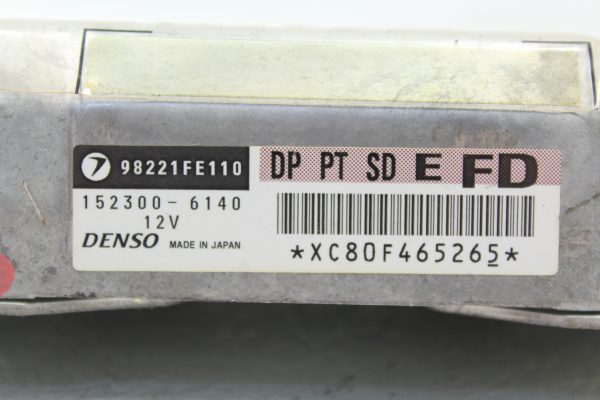 98221FE110
DP PT SD E FD
152300-6140
12V
DENSO MADE IN JAPAN
*XC80F465265*